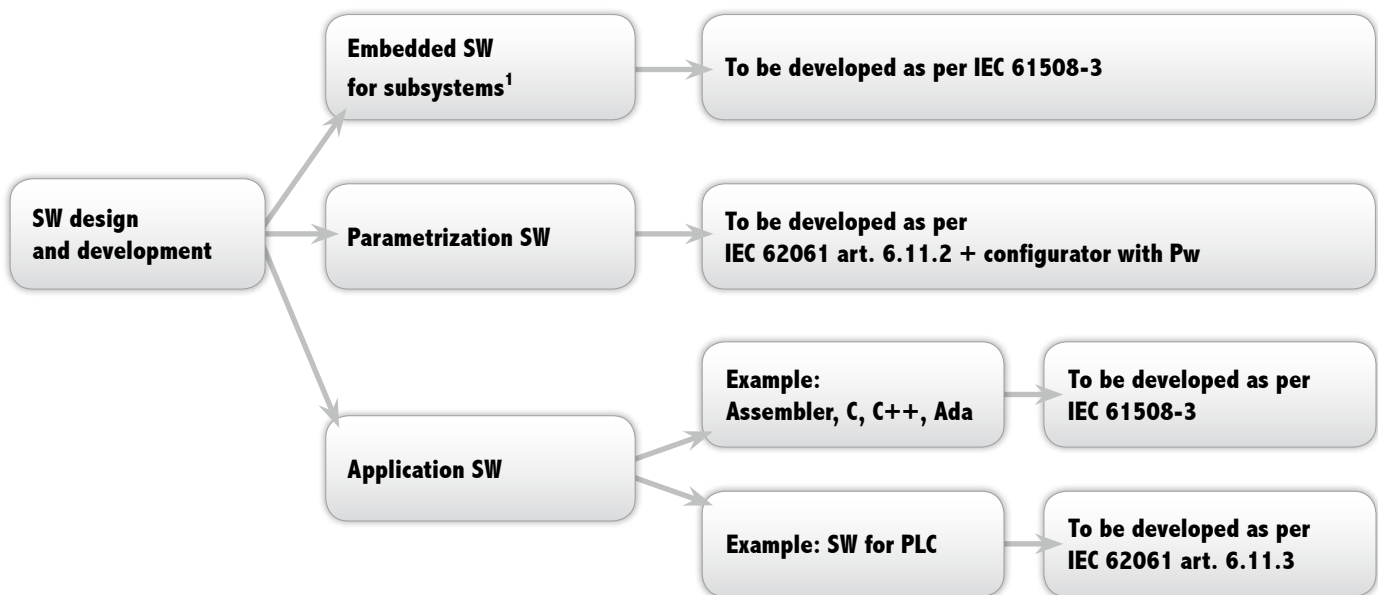 Embedded SW
for subsystems¹
To be developed as per IEC 61508-3
SW design
and development
Parametrization SW
To be developed as per
IEC 62061 art. 6.11.2 + configurator with Pw
Example:
Assembler, C, C++, Ada
To be developed as per
IEC 61508-3
Application SW
Example: SW for PLC
To be developed as per
IEC 62061 art. 6.11.3